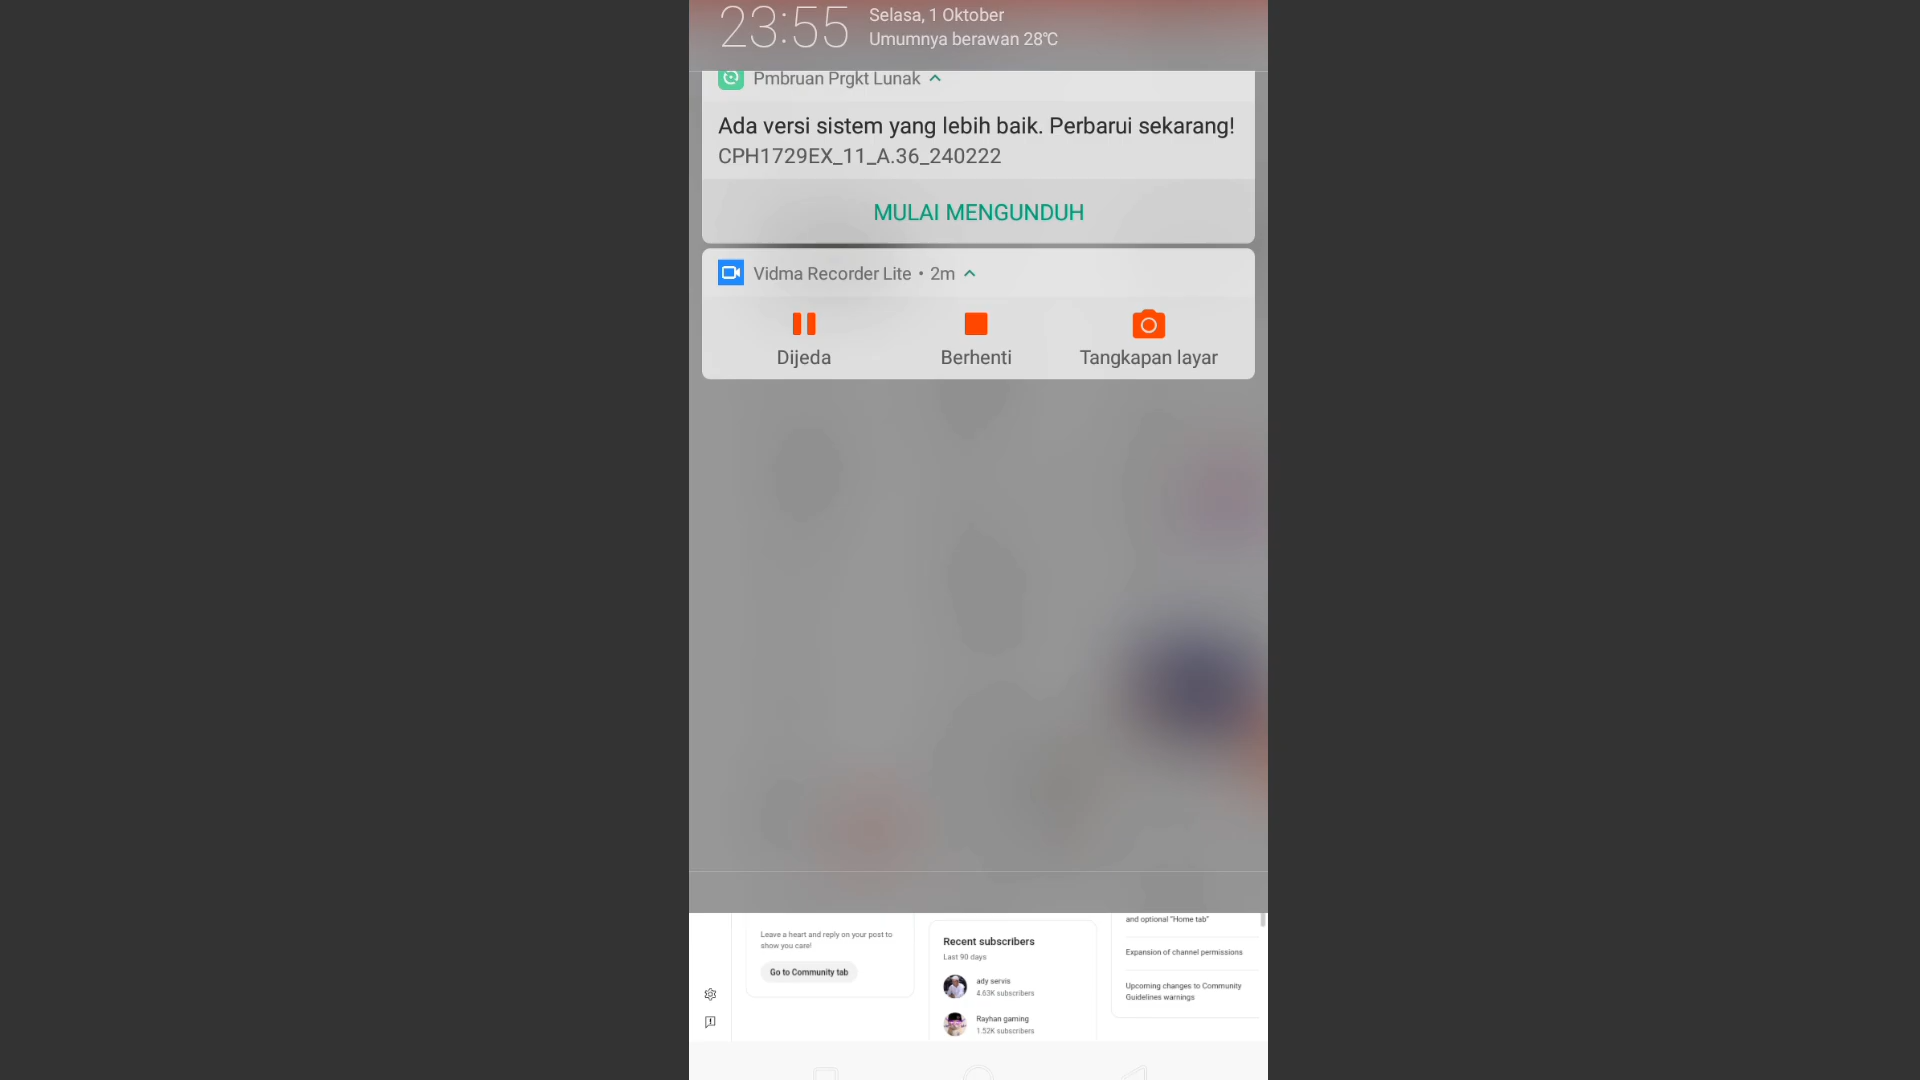 23:55
Selasa, 1 Oktober
Umumnya berawan 28°C
Pmbruan Prgkt Lunak
Ada versi sistem yang lebih baik. Perbarui sekarang!
CPH1729EX_11_A.36_240222
MULAI MENGUNDUH
Vidma Recorder Lite • 2m
Dijeda
Berhenti
Tangkapan layar
Leave a heart and reply on your post to
show you care!
Go to Community tab
Recent subscribers
Last 90 days
ady servis
4.63K subscribers
Rayhan gaming
1.52K subscribers
and optional "Home tab"
Expansion of channel permissions
Upcoming changes to Community
Guidelines warnings